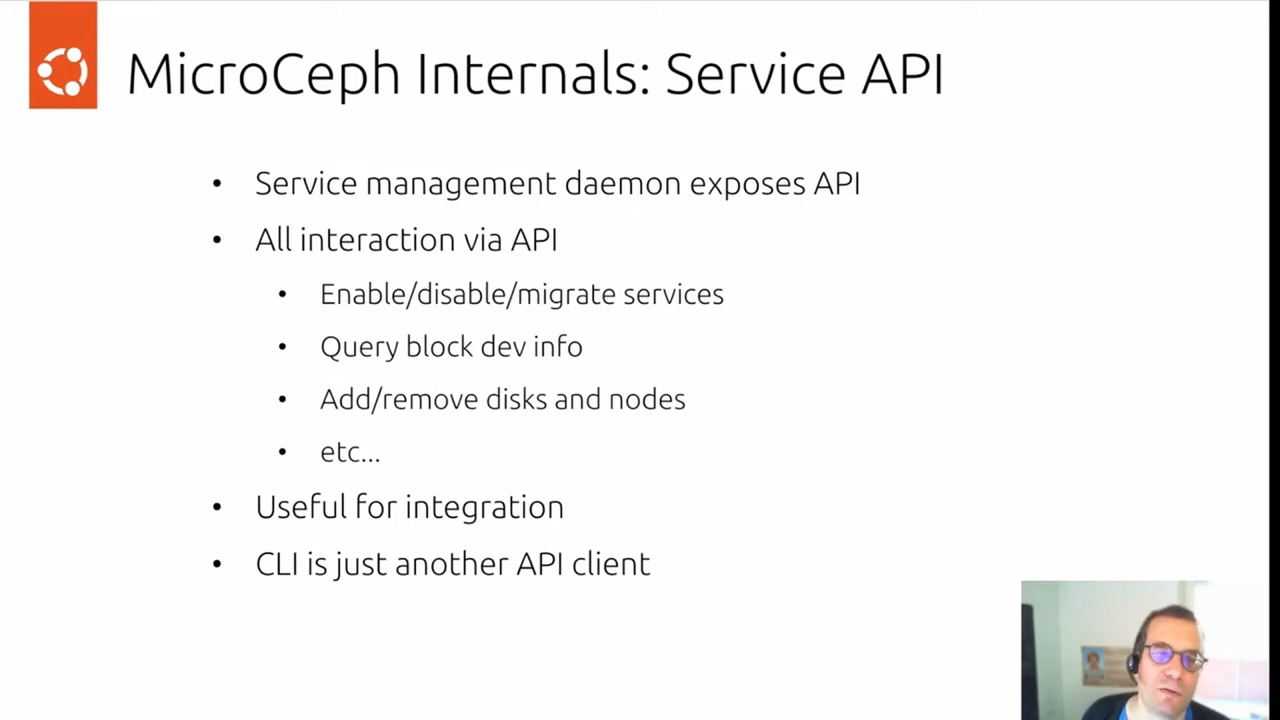 MicroCeph Internals: Service API
• Service management daemon exposes API
• All interaction via API
• Enable/disable/migrate services
• Query block dev info
• Add/remove disks and nodes
• etc...
• Useful for integration
• CLI is just another API client